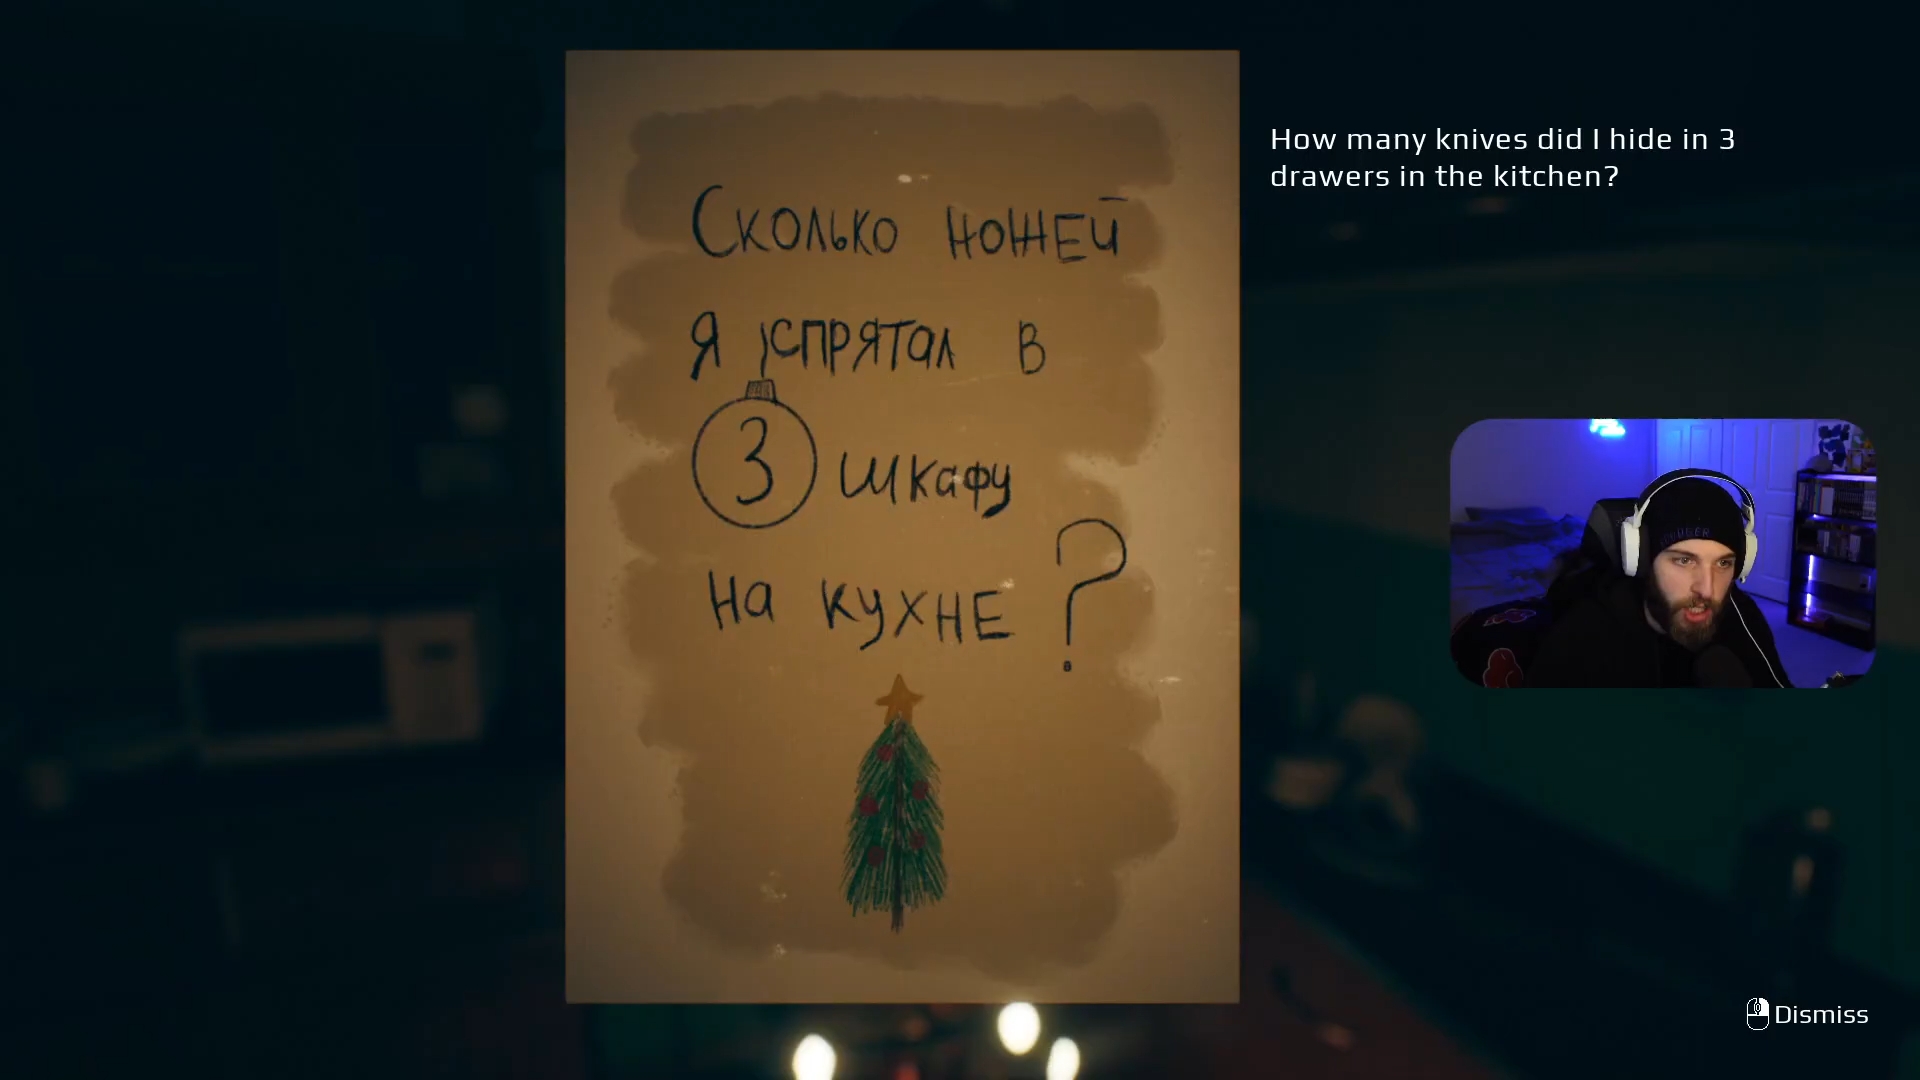 Сколько ножей
я спрятал в
3 шкафу
на кухне?
How many knives did I hide in 3
drawers in the kitchen?
Dismiss